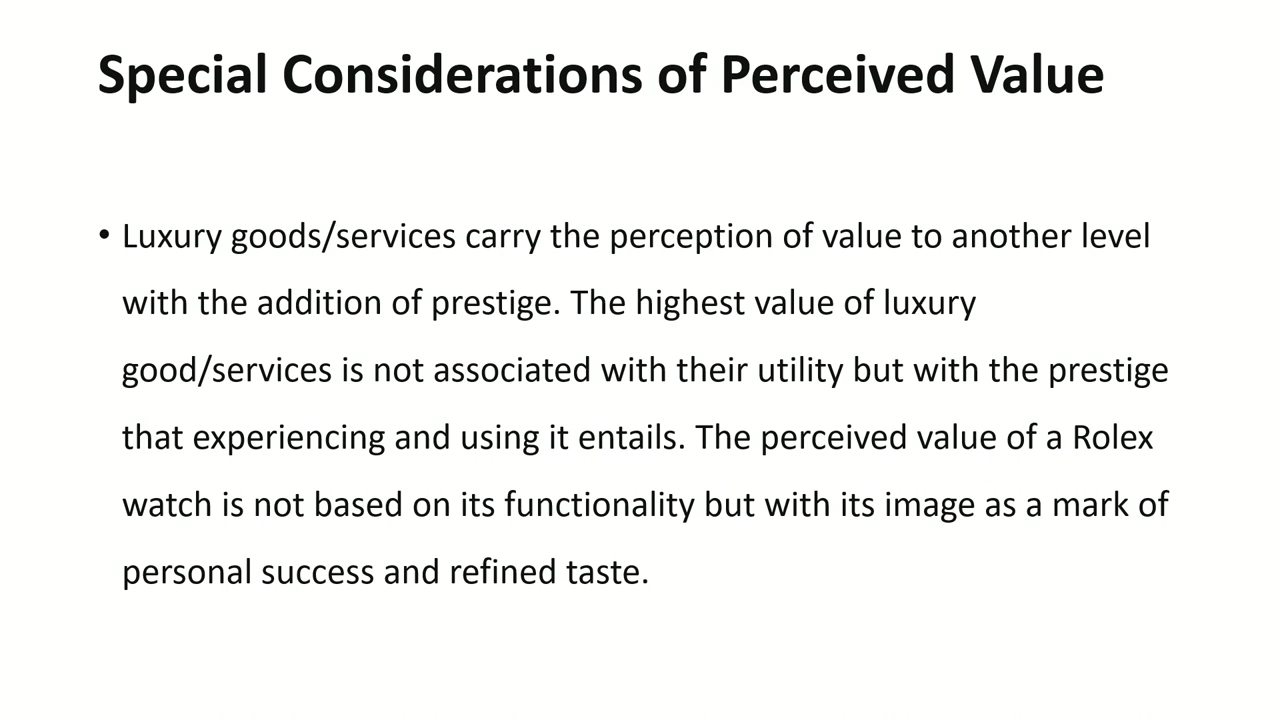 Special Considerations of Perceived Value
• Luxury goods/services carry the perception of value to another level
with the addition of prestige. The highest value of luxury
good/services is not associated with their utility but with the prestige
that experiencing and using it entails. The perceived value of a Rolex
watch is not based on its functionality but with its image as a mark of
personal success and refined taste.